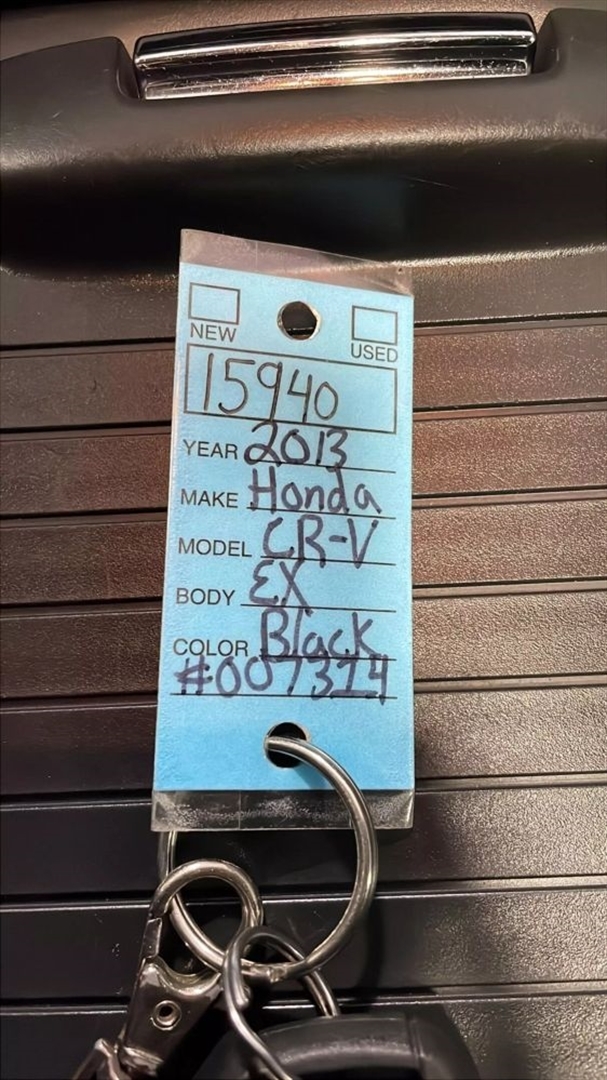 NEW USED
15940
YEAR 2013
MAKE Honda
MODEL CR-V
BODY EX
COLOR Black
#007314